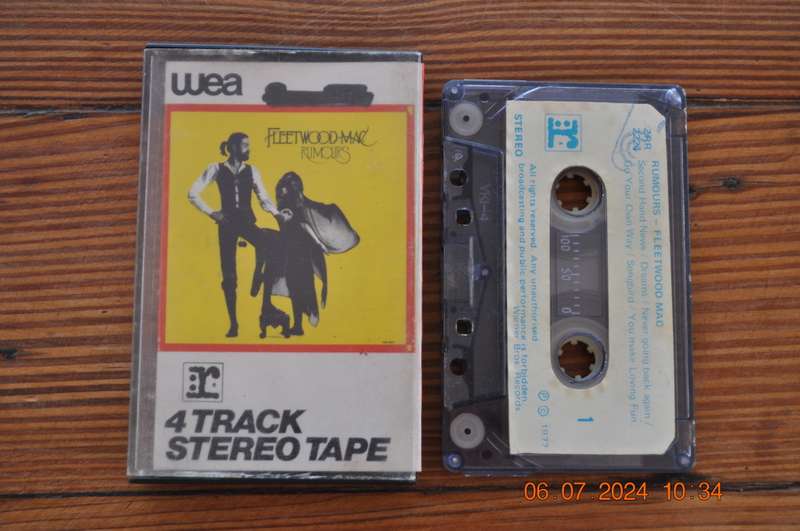 wea
FLEETWOOD MAC
RUMOURS
r
4 TRACK
STEREO TAPE
r
STEREO
RUMOURS - FLEETWOOD MAC
Second Hand News / Dreams / Never going back again /
Go Your Own Way / Songbird / You make Loving Fun
1
All rights reserved. Any unauthorised
broadcasting and public performance is forbidden.
Warner Bros Records
Ⓟ © 1977
100 50 0
06.07.2024 10:34